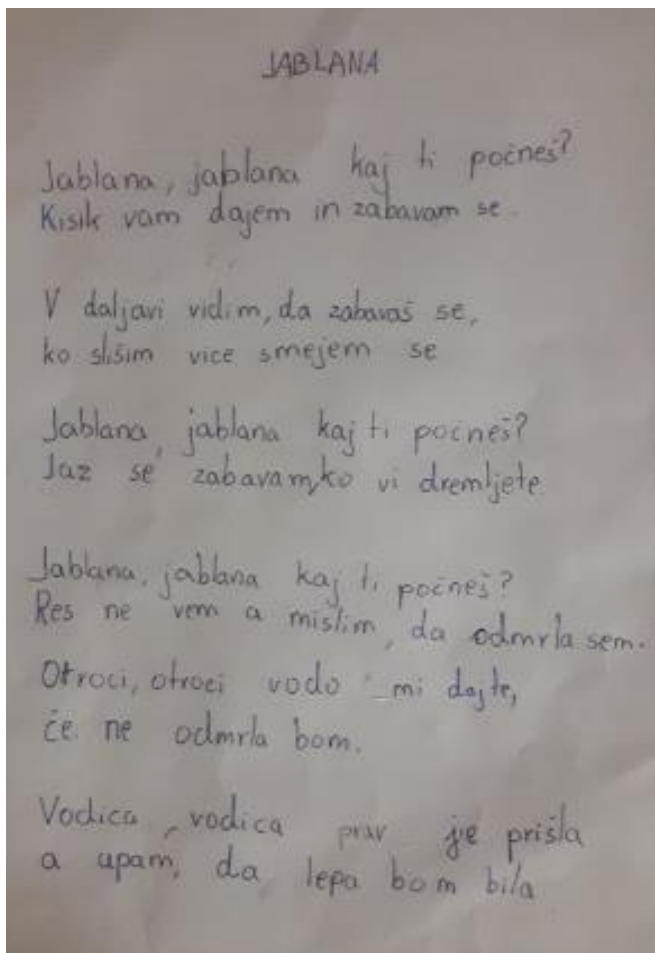 JABLANA
Jablana, jablana kaj ti počneš?
Kisik vam dajem in zabavam se.
V daljavi vidim, da zabavaš se,
ko slišim vice smejem se
Jablana, jablana kaj ti počneš?
Jaz se zabavam, ko vi dremljete
Jablana, jablana kaj ti počneš?
Res ne vem a mislim, da odmrla sem.
Otroci, otroci vodo mi dajte,
če ne odmrla bom.
Vodica, vodica prav je prišla
a upam, da lepa bom bila